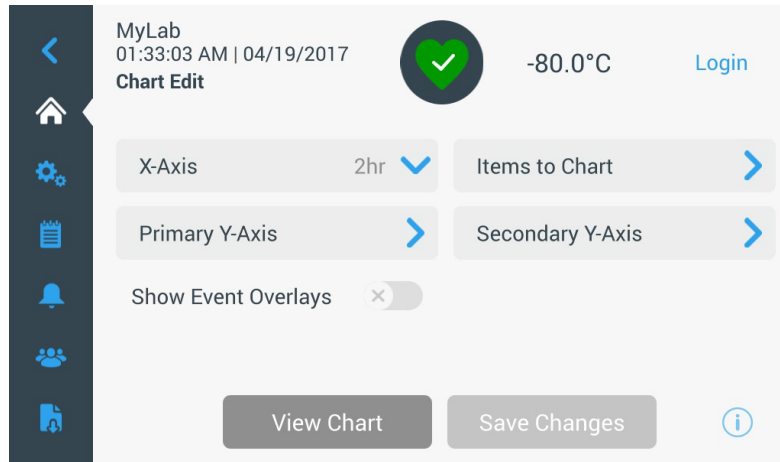 MyLab
01:33:03 AM | 04/19/2017
Chart Edit
-80.0°C
Login
X-Axis 2hr
Items to Chart
Primary Y-Axis
Secondary Y-Axis
Show Event Overlays
View Chart
Save Changes
i